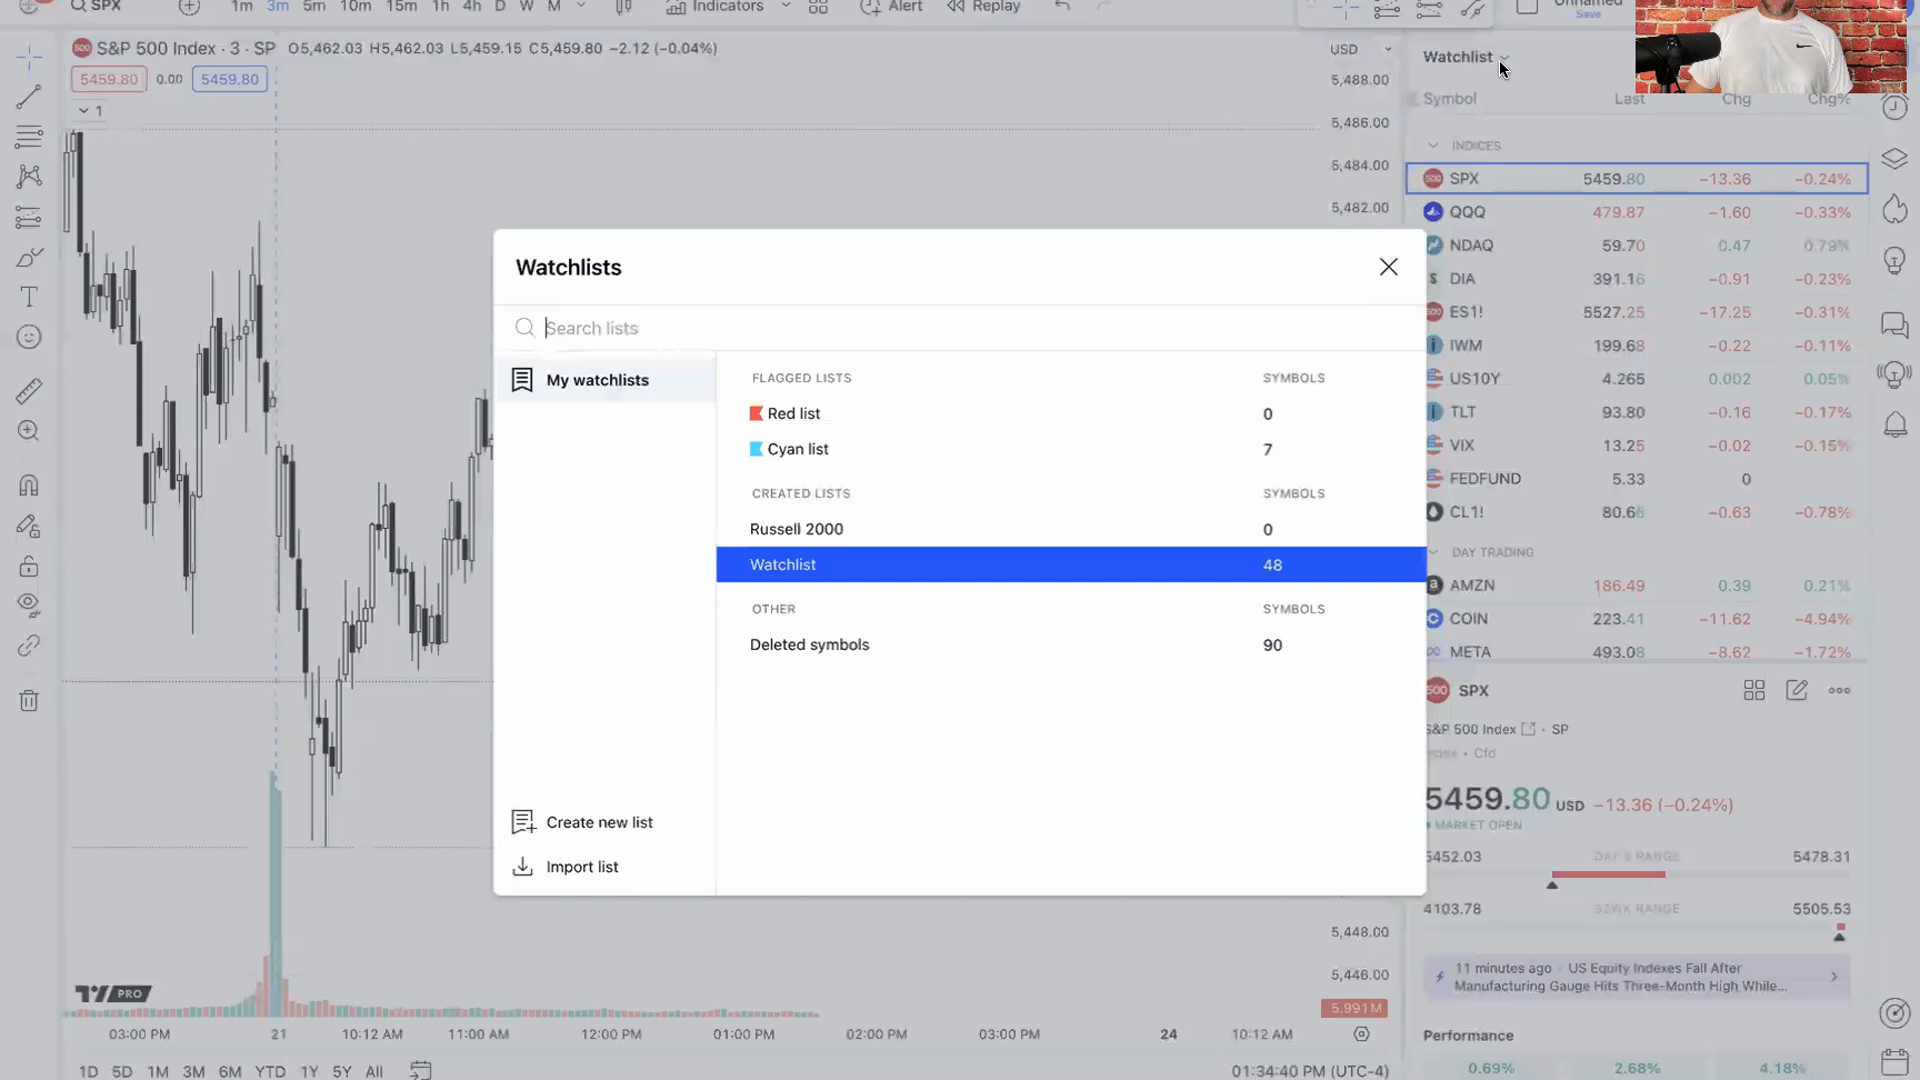 SPX 1m 3m 5m 10m 15m 1h 4h D W M Indicators Alert Replay Unnamed Save
S&P 500 Index · 3 · SP O5,462.03 H5,462.03 L5,459.15 C5,459.80 −2.12 (−0.04%)
5459.80 0.00 5459.80
1
USD
5,488.00
5,486.00
5,484.00
5,482.00
5,448.00
5,446.00
5.991M
Watchlists
Search lists
My watchlists
FLAGGED LISTS SYMBOLS
Red list 0
Cyan list 7
CREATED LISTS SYMBOLS
Russell 2000 0
Watchlist 48
OTHER SYMBOLS
Deleted symbols 90
Create new list
Import list
Watchlist
Symbol Last Chg Chg%
INDICES
SPX 5459.80 −13.36 −0.24%
QQQ 479.87 −1.60 −0.33%
NDAQ 59.70 0.47 0.79%
DIA 391.16 −0.91 −0.23%
ES1! 5527.25 −17.25 −0.31%
IWM 199.68 −0.22 −0.11%
US10Y 4.265 0.002 0.05%
TLT 93.80 −0.16 −0.17%
VIX 13.25 −0.02 −0.15%
FEDFUND 5.33 0
CL1! 80.66 −0.63 −0.78%
DAY TRADING
AMZN 186.49 0.39 0.21%
COIN 223.41 −11.62 −4.94%
META 493.08 −8.62 −1.72%
SPX
S&P 500 Index · SP
Cfd
5459.80 USD −13.36 (−0.24%)
MARKET OPEN
5452.03 DAY'S RANGE 5478.31
4103.78 52WK RANGE 5505.53
11 minutes ago · US Equity Indexes Fall After
Manufacturing Gauge Hits Three-Month High While...
Performance
0.69% 2.68% 4.18%
PRO
03:00 PM 21 10:12 AM 11:00 AM 12:00 PM 01:00 PM 02:00 PM 03:00 PM 24 10:12 AM
1D 5D 1M 3M 6M YTD 1Y 5Y All 01:34:40 PM (UTC-4)